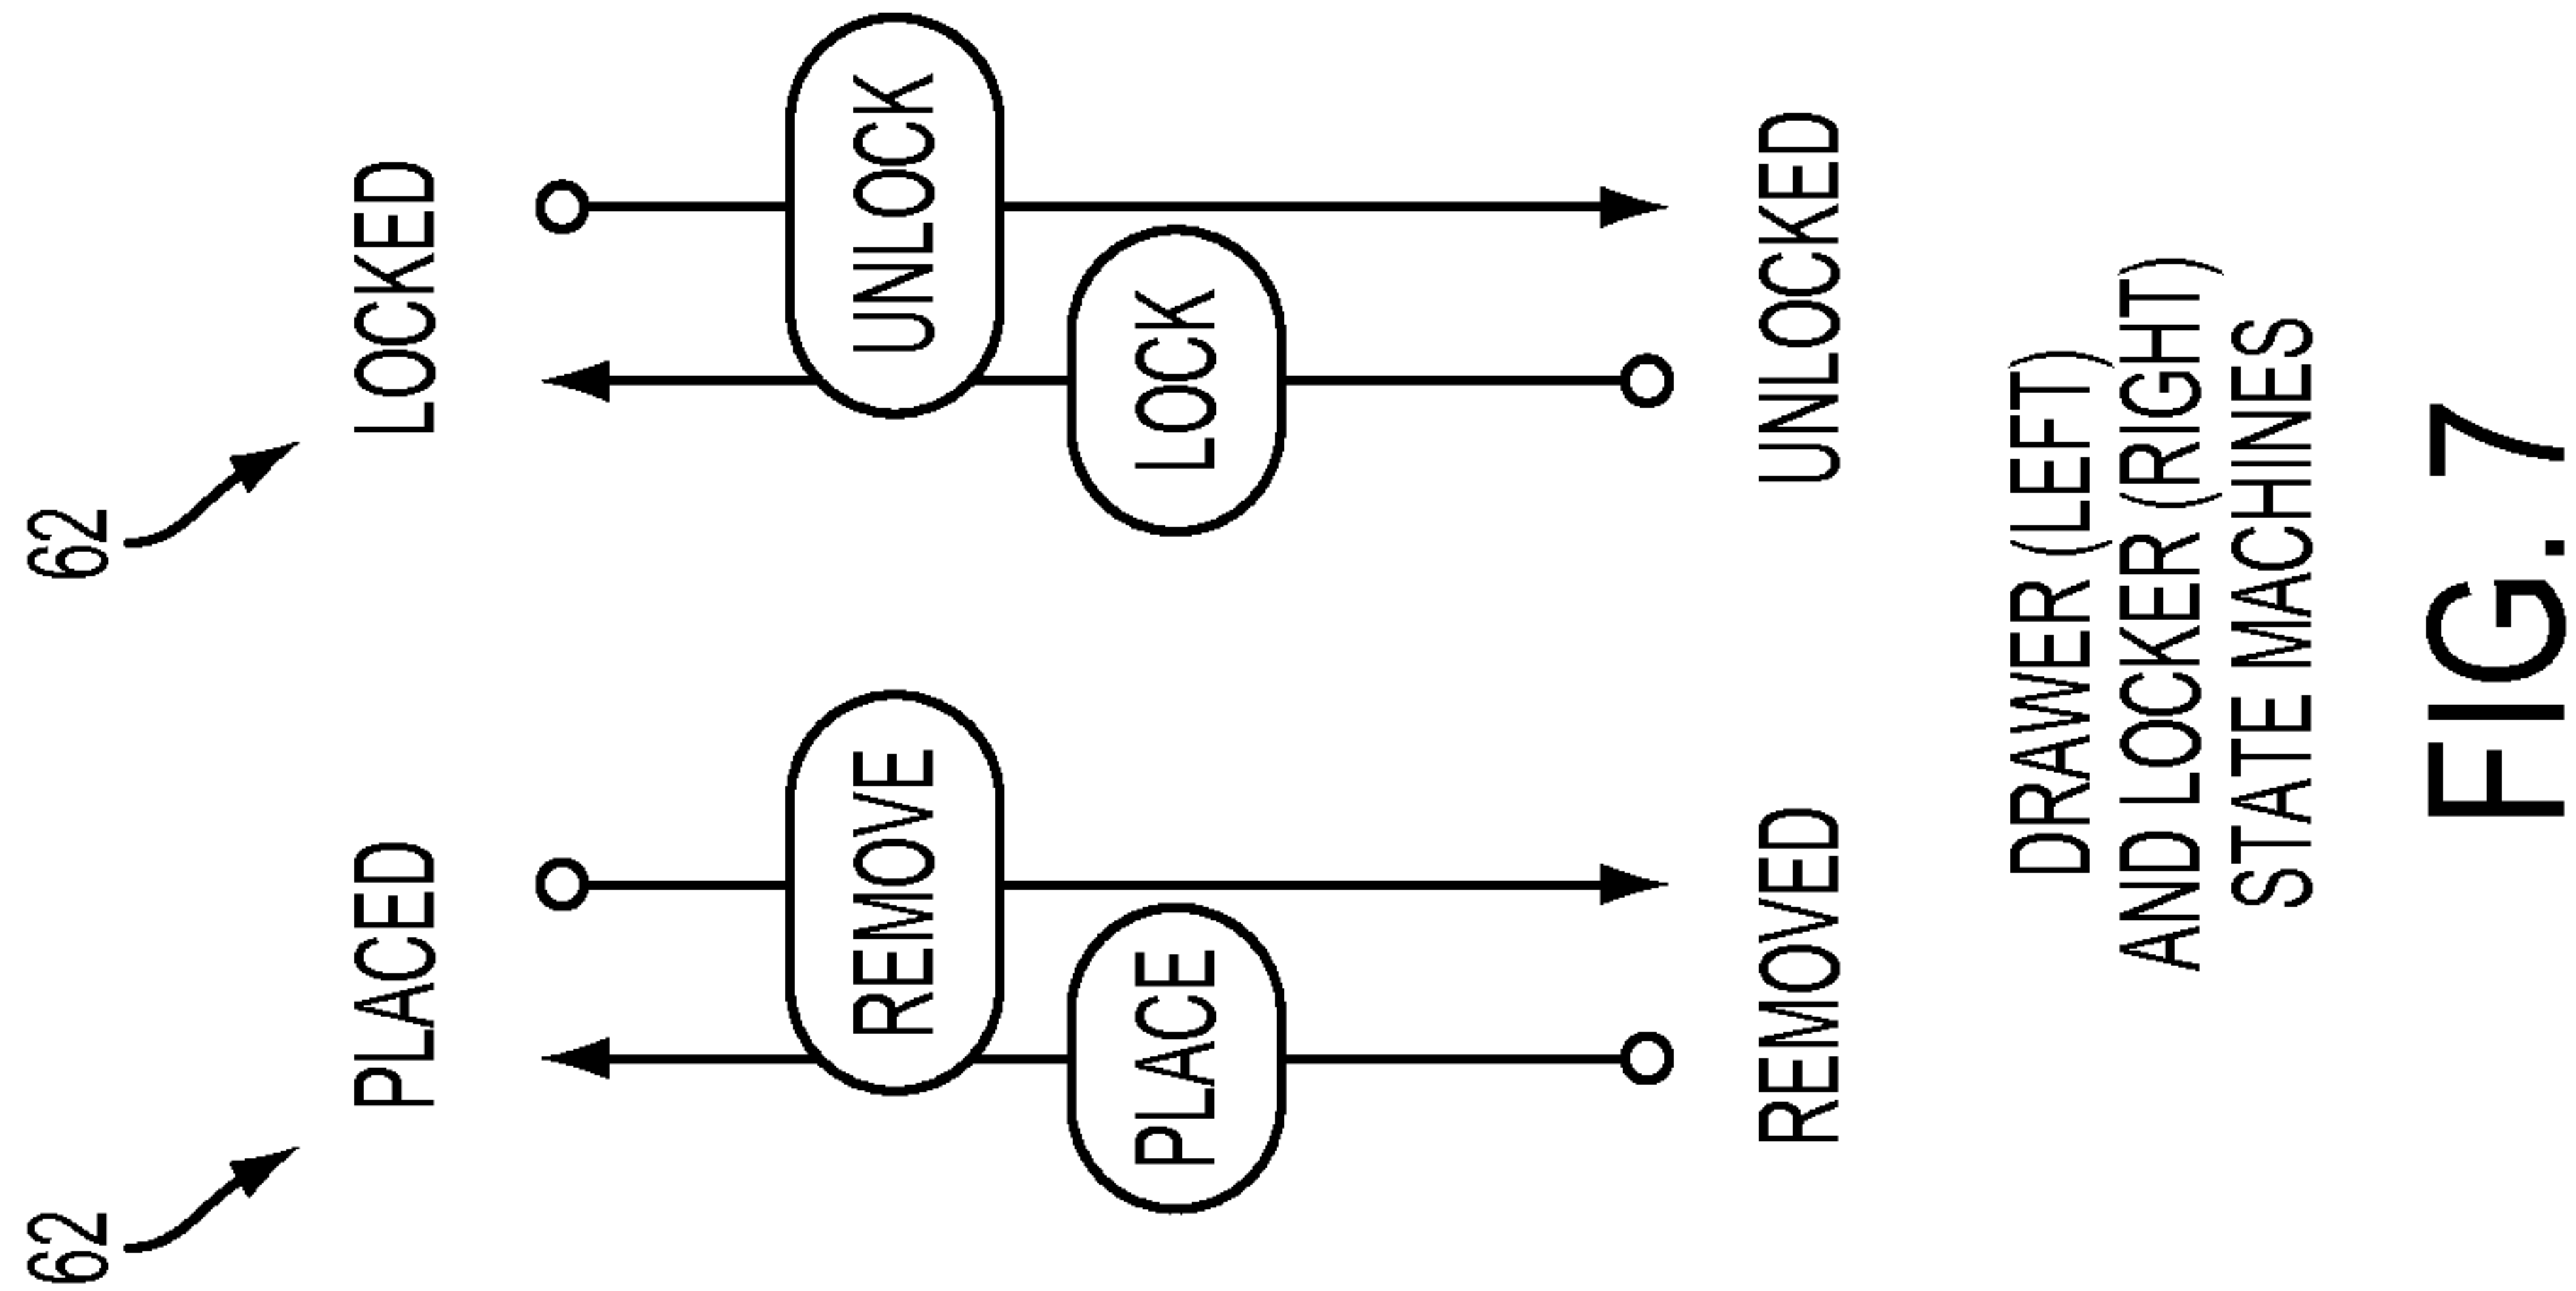 62
62
PLACED
LOCKED
REMOVE
UNLOCK
PLACE
LOCK
REMOVED
UNLOCKED
DRAWER (LEFT)
AND LOCKER (RIGHT)
STATE MACHINES
FIG. 7